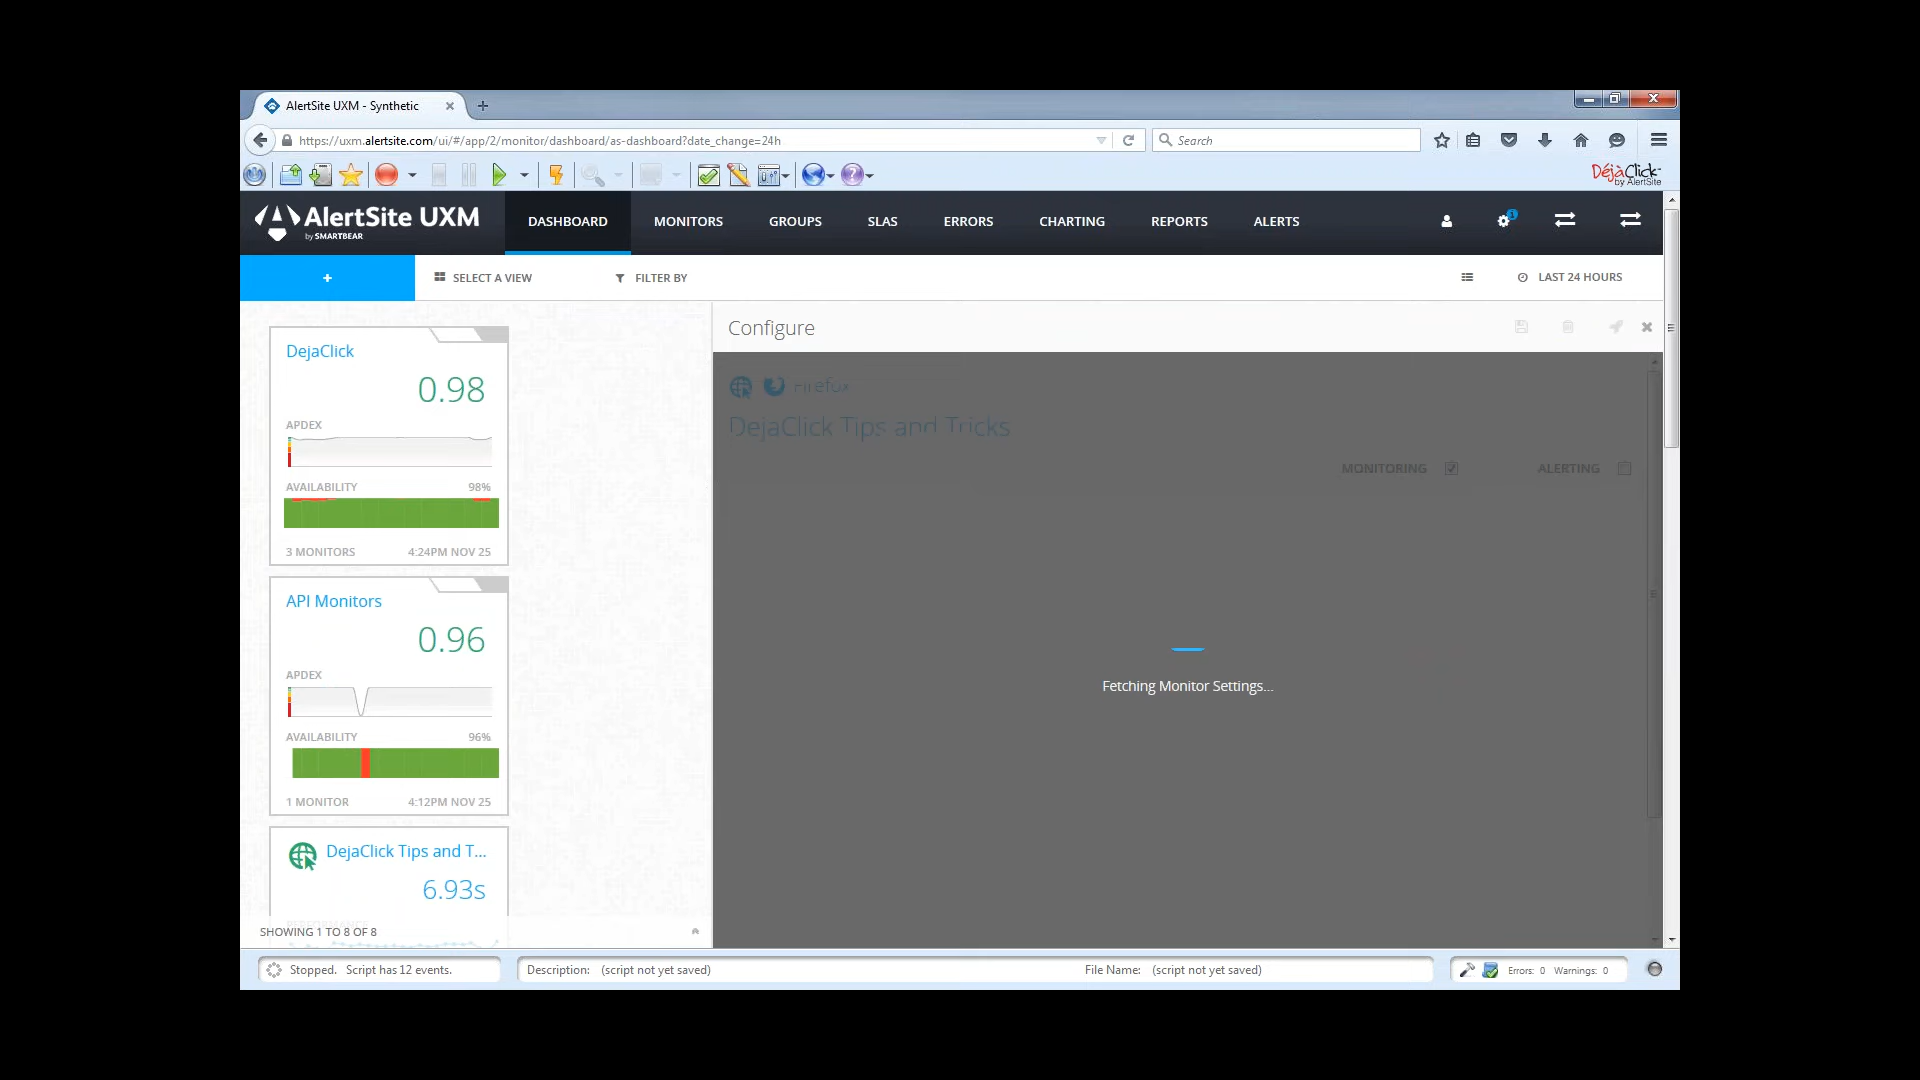 AlertSite UXM - Synthetic
https://uxm.alertsite.com/ui/#/app/2/monitor/dashboard/as-dashboard?date_change=24h
Search
DéjàClick
by AlertSite
AlertSite UXM
by SMARTBEAR
DASHBOARD
MONITORS
GROUPS
SLAS
ERRORS
CHARTING
REPORTS
ALERTS
+ SELECT A VIEW
FILTER BY
LAST 24 HOURS
Configure
DejaClick
0.98
APDEX
AVAILABILITY 98%
3 MONITORS 4:24PM NOV 25
API Monitors
0.96
APDEX
AVAILABILITY 96%
1 MONITOR 4:12PM NOV 25
DejaClick Tips and T...
6.93s
PERFORMANCE
SHOWING 1 TO 8 OF 8
Firefox
DejaClick Tips and Tricks
MONITORING
ALERTING
Fetching Monitor Settings...
Stopped. Script has 12 events.
Description: (script not yet saved)
File Name: (script not yet saved)
Errors: 0 Warnings: 0